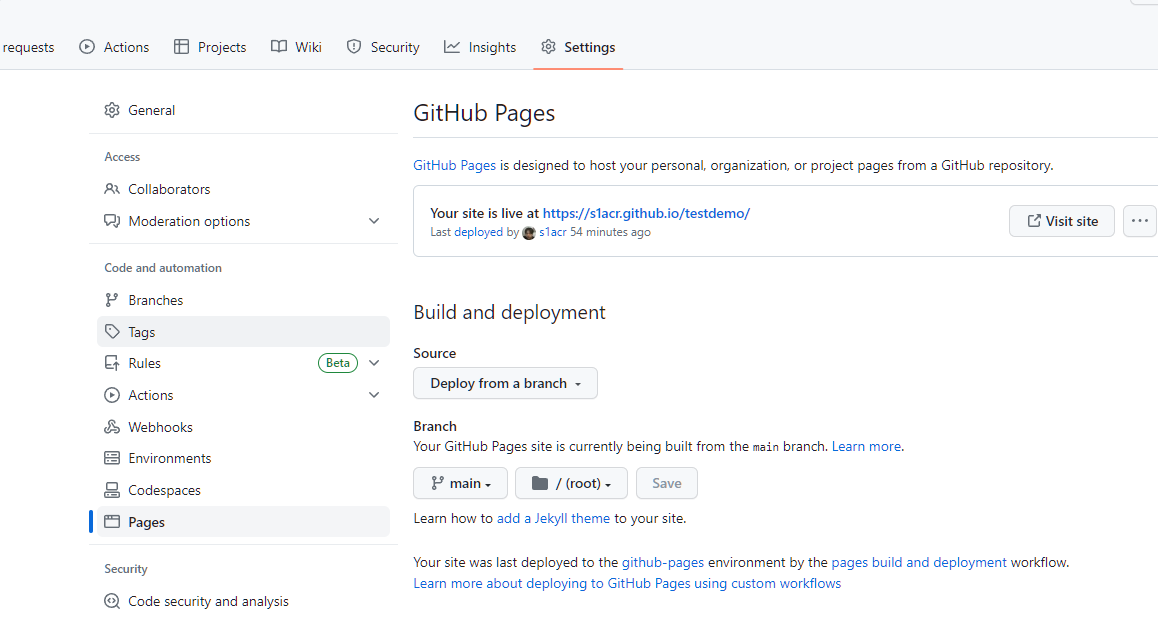 requests Actions Projects Wiki Security Insights Settings
General
Access
Collaborators
Moderation options
Code and automation
Branches
Tags
Rules Beta
Actions
Webhooks
Environments
Codespaces
Pages
Security
Code security and analysis
GitHub Pages
GitHub Pages is designed to host your personal, organization, or project pages from a GitHub repository.
Your site is live at https://s1acr.github.io/testdemo/
Last deployed by s1acr 54 minutes ago
Visit site
Build and deployment
Source
Deploy from a branch
Branch
Your GitHub Pages site is currently being built from the main branch. Learn more.
main / (root) Save
Learn how to add a Jekyll theme to your site.
Your site was last deployed to the github-pages environment by the pages build and deployment workflow.
Learn more about deploying to GitHub Pages using custom workflows